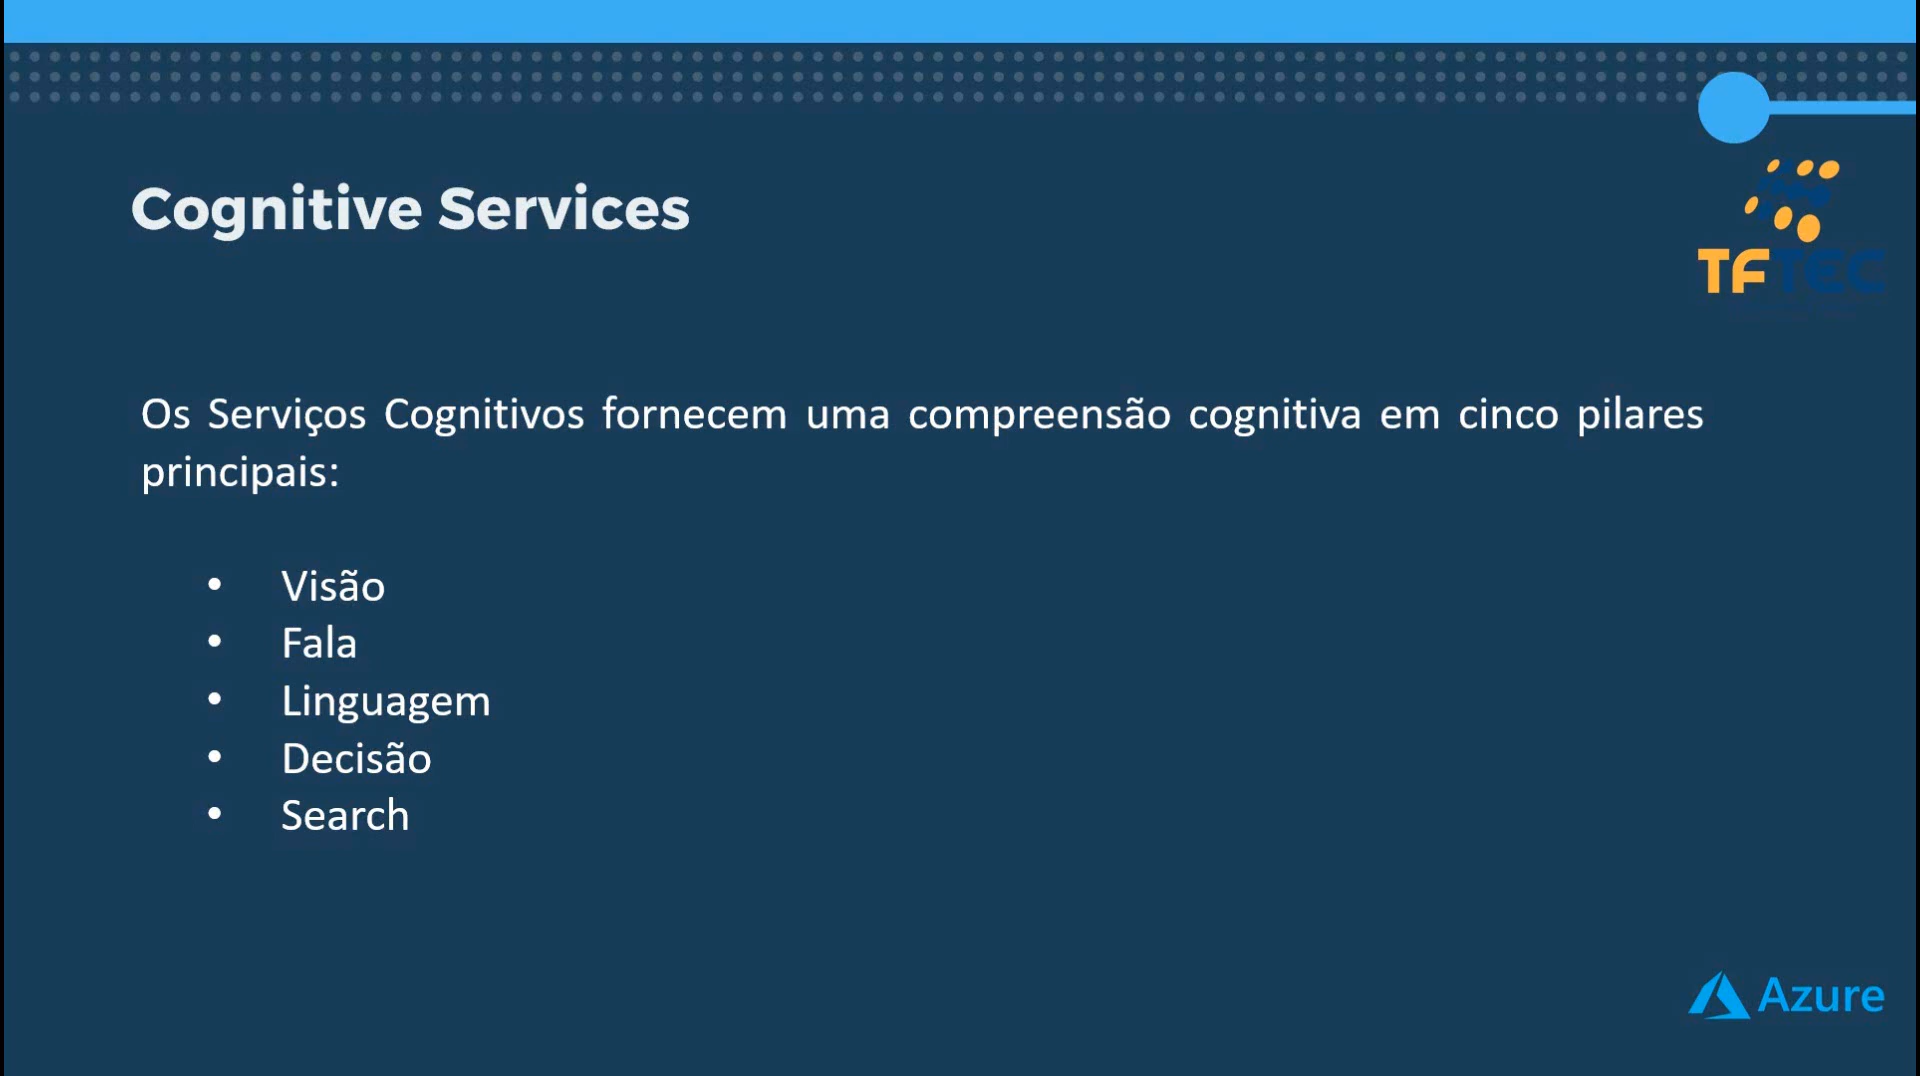 Cognitive Services
TFTEC
Os Serviços Cognitivos fornecem uma compreensão cognitiva em cinco pilares
principais:
• Visão
• Fala
• Linguagem
• Decisão
• Search
Azure